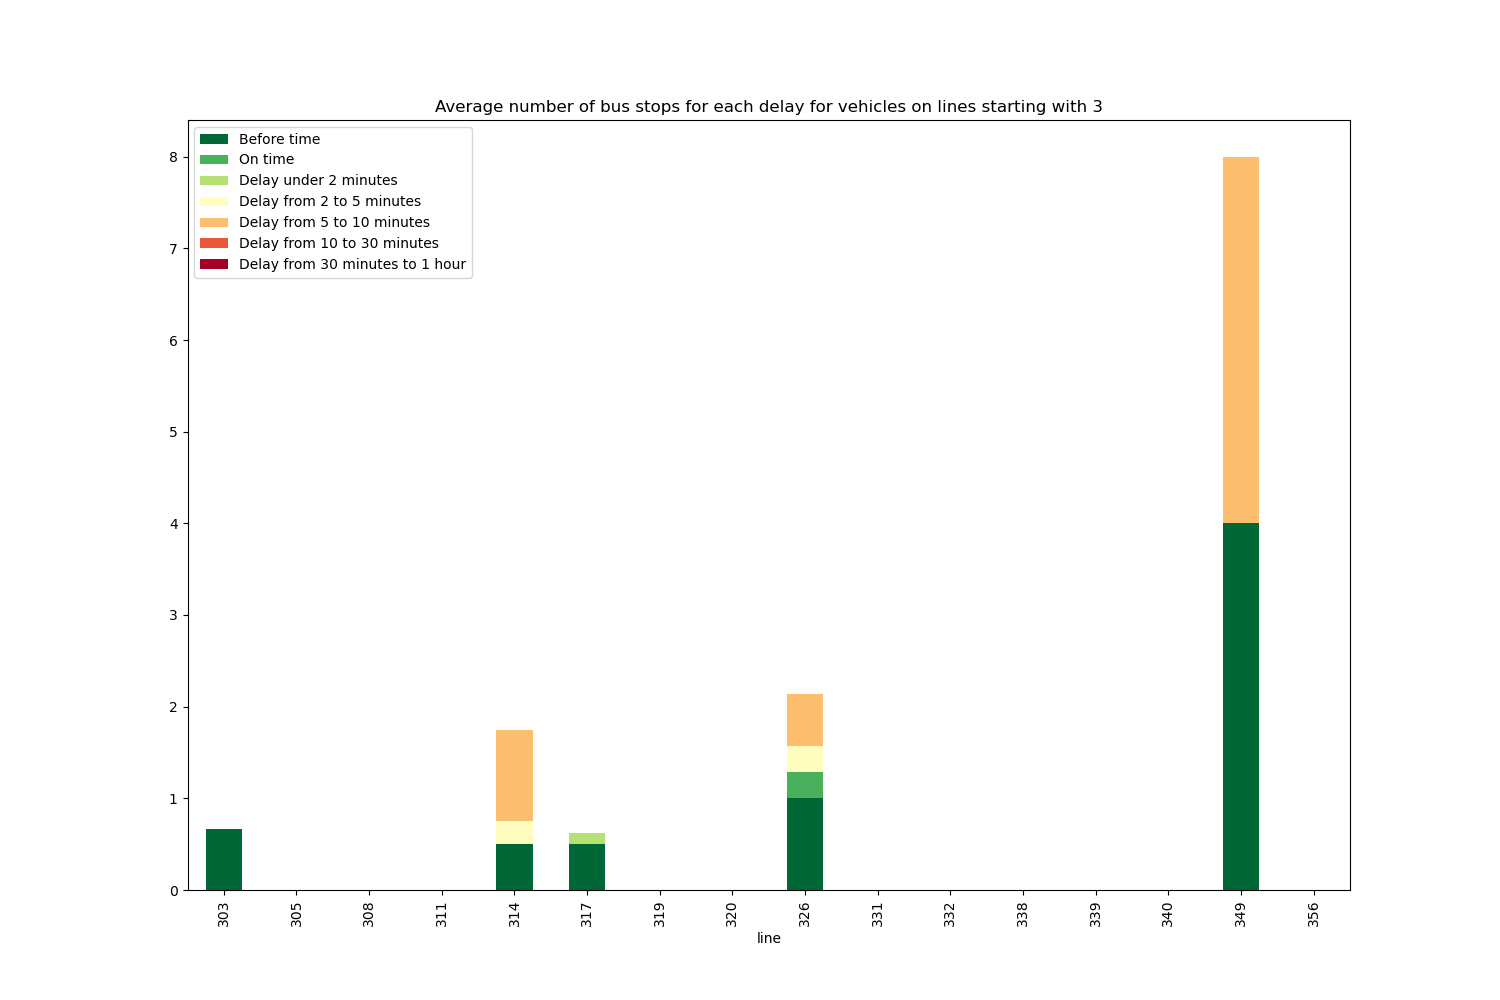 Average number of bus stops for each delay for vehicles on lines starting with 3
Before time
On time
Delay under 2 minutes
Delay from 2 to 5 minutes
Delay from 5 to 10 minutes
Delay from 10 to 30 minutes
Delay from 30 minutes to 1 hour
8
7
6
5
4
3
2
1
0
303
305
308
311
314
317
319
320
326
331
332
338
339
340
349
356
line